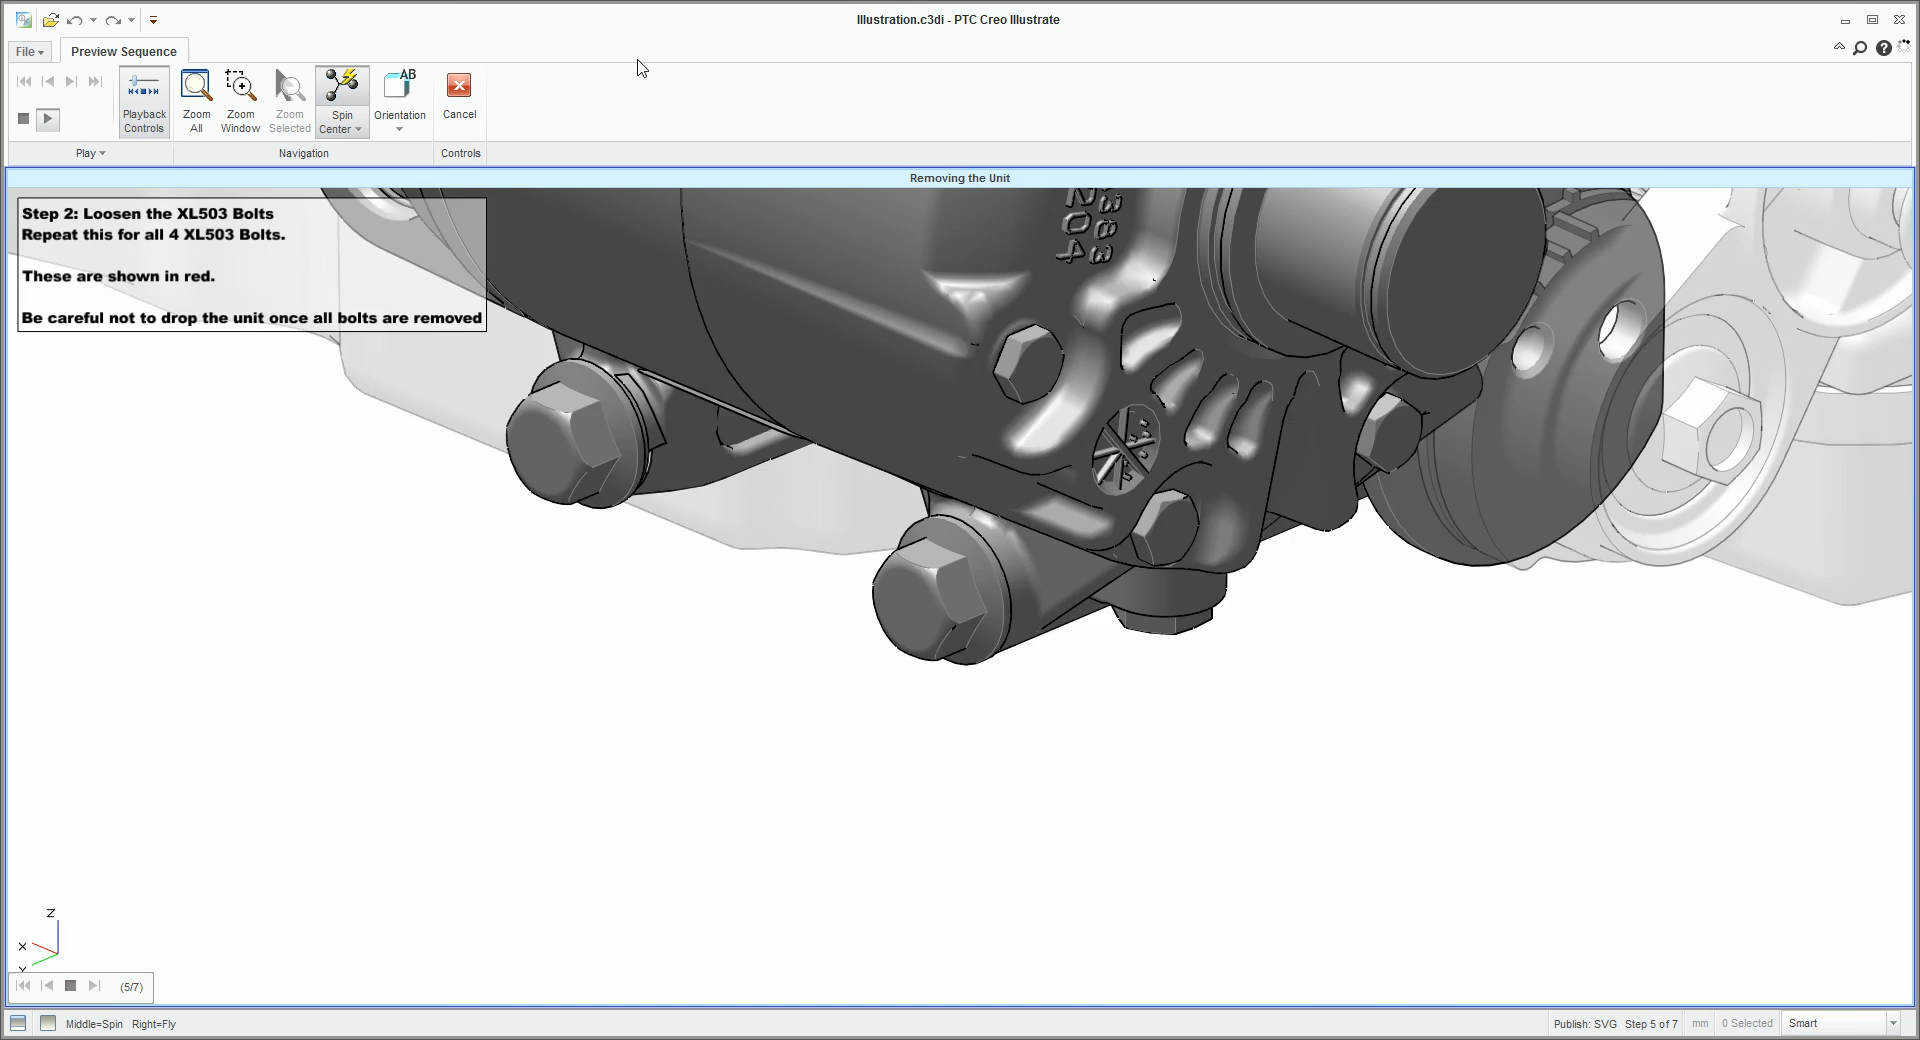 Illustration.c3di - PTC Creo Illustrate
File
Preview Sequence
Playback
Controls
Zoom
All
Zoom
Window
Zoom
Selected
Spin
Center
AB
Orientation
Cancel
Play
Navigation
Controls
Removing the Unit
Step 2: Loosen the XL503 Bolts
Repeat this for all 4 XL503 Bolts.
These are shown in red.
Be careful not to drop the unit once all bolts are removed
383
204
Z
X
Y
(5/7)
Middle=Spin Right=Fly
Publish: SVG Step 5 of 7
mm
0 Selected
Smart